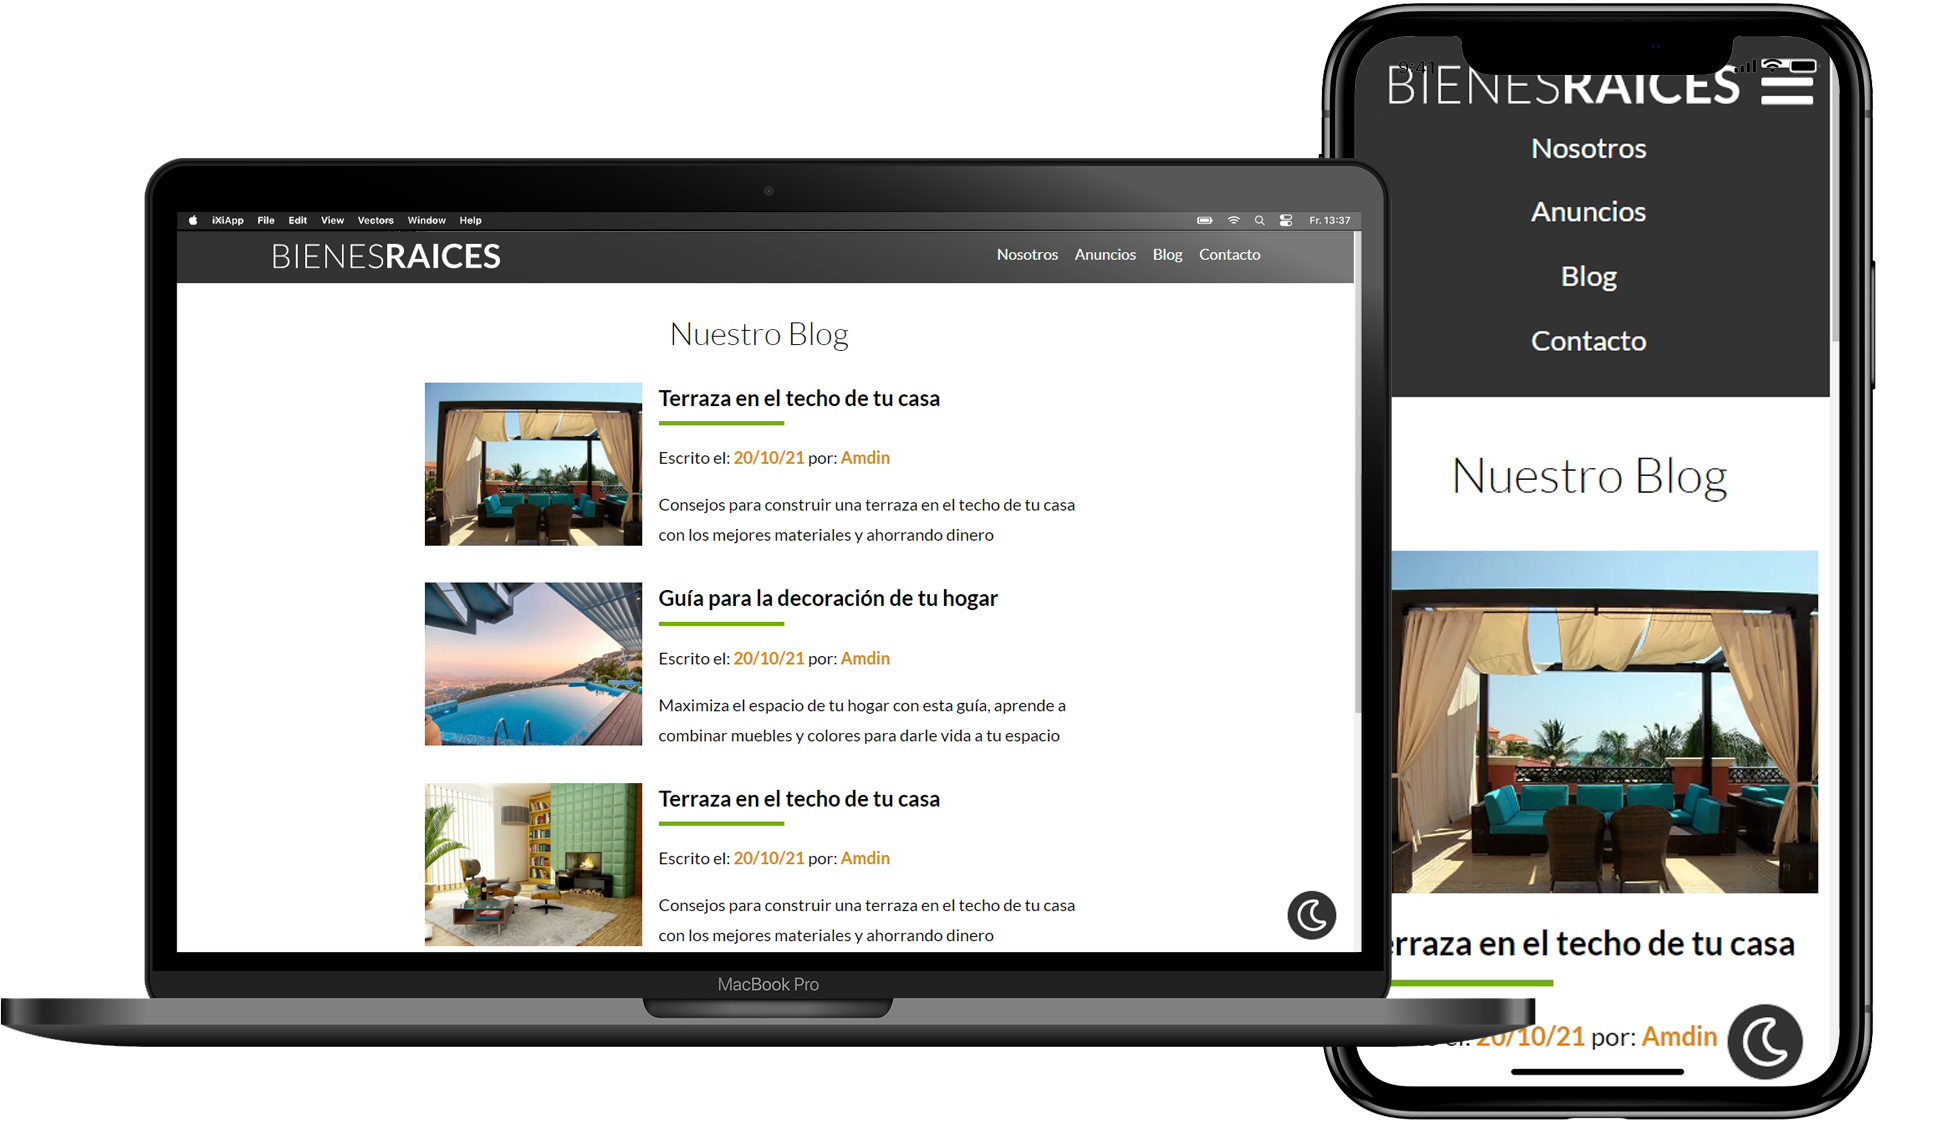 iXiApp File Edit View Vectors Window Help Fr. 13:37
BIENESRAICES Nosotros Anuncios Blog Contacto
Nuestro Blog
Terraza en el techo de tu casa
Escrito el: 20/10/21 por: Amdin
Consejos para construir una terraza en el techo de tu casa
con los mejores materiales y ahorrando dinero
Guía para la decoración de tu hogar
Escrito el: 20/10/21 por: Amdin
Maximiza el espacio de tu hogar con esta guía, aprende a
combinar muebles y colores para darle vida a tu espacio
Terraza en el techo de tu casa
Escrito el: 20/10/21 por: Amdin
Consejos para construir una terraza en el techo de tu casa
con los mejores materiales y ahorrando dinero
MacBook Pro
9:41
BIENESRAICES
Nosotros
Anuncios
Blog
Contacto
Nuestro Blog
erraza en el techo de tu casa
el: 20/10/21 por: Amdin